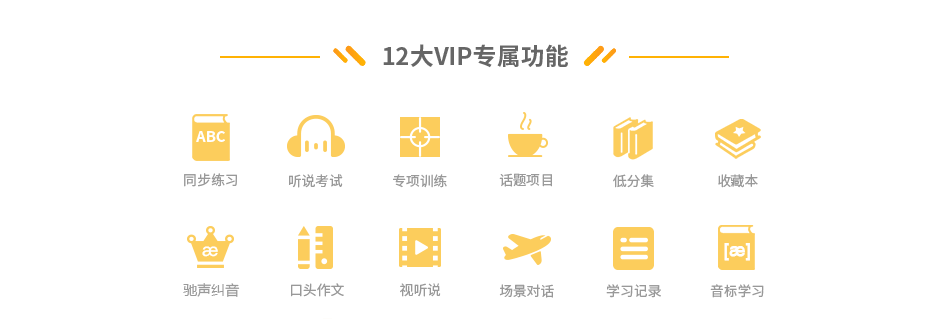 12大VIP专属功能
ABC
同步练习
听说考试
专项训练
话题项目
低分集
收藏本
æ
[æ]
驰声纠音
口头作文
视听说
场景对话
学习记录
音标学习